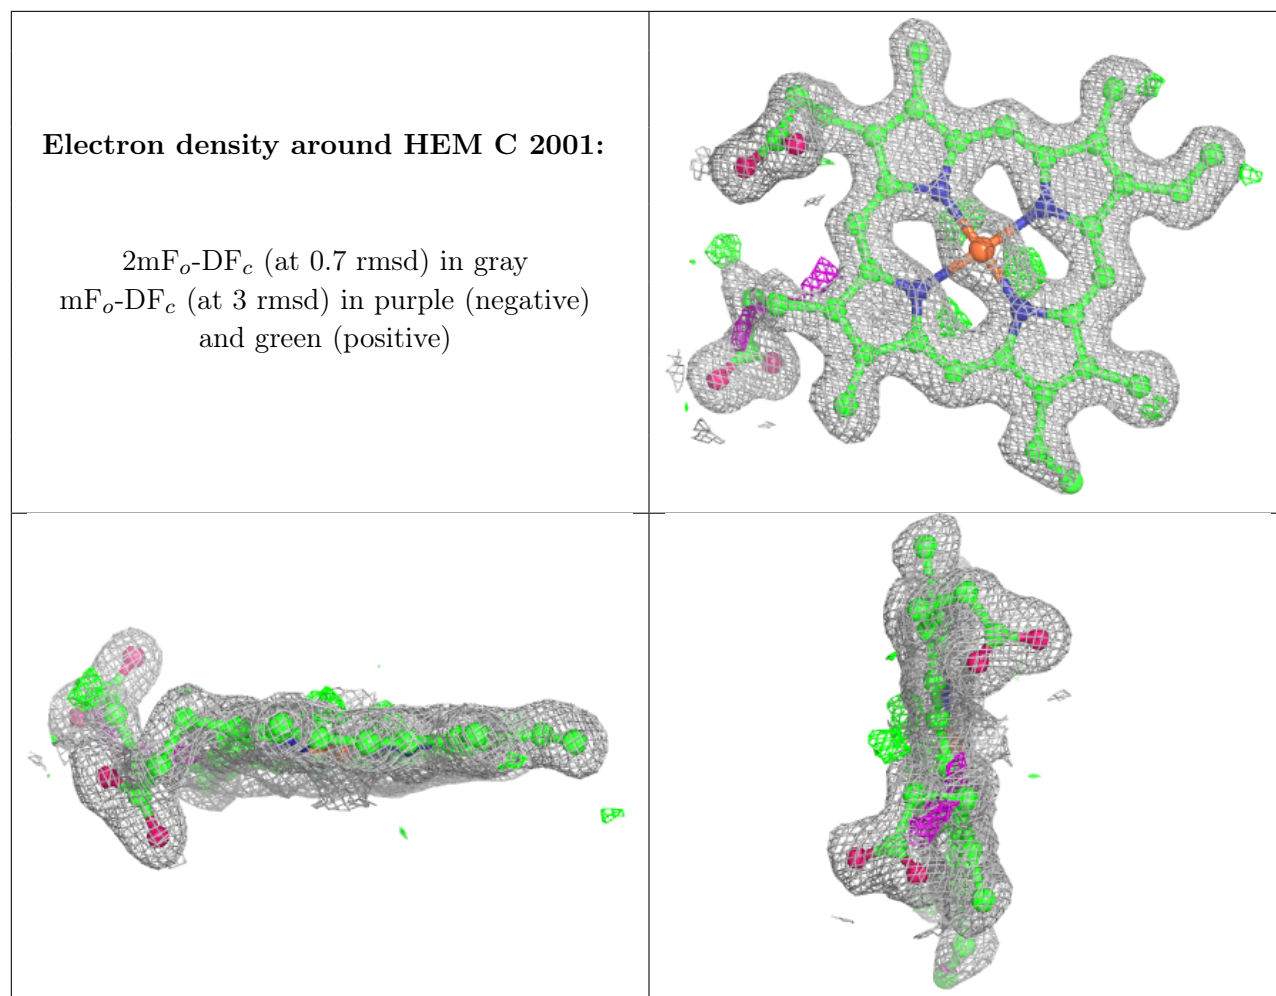 Electron density around HEM C 2001:
2mFₒ-DF𝒸 (at 0.7 rmsd) in gray
mFₒ-DF𝒸 (at 3 rmsd) in purple (negative)
and green (positive)